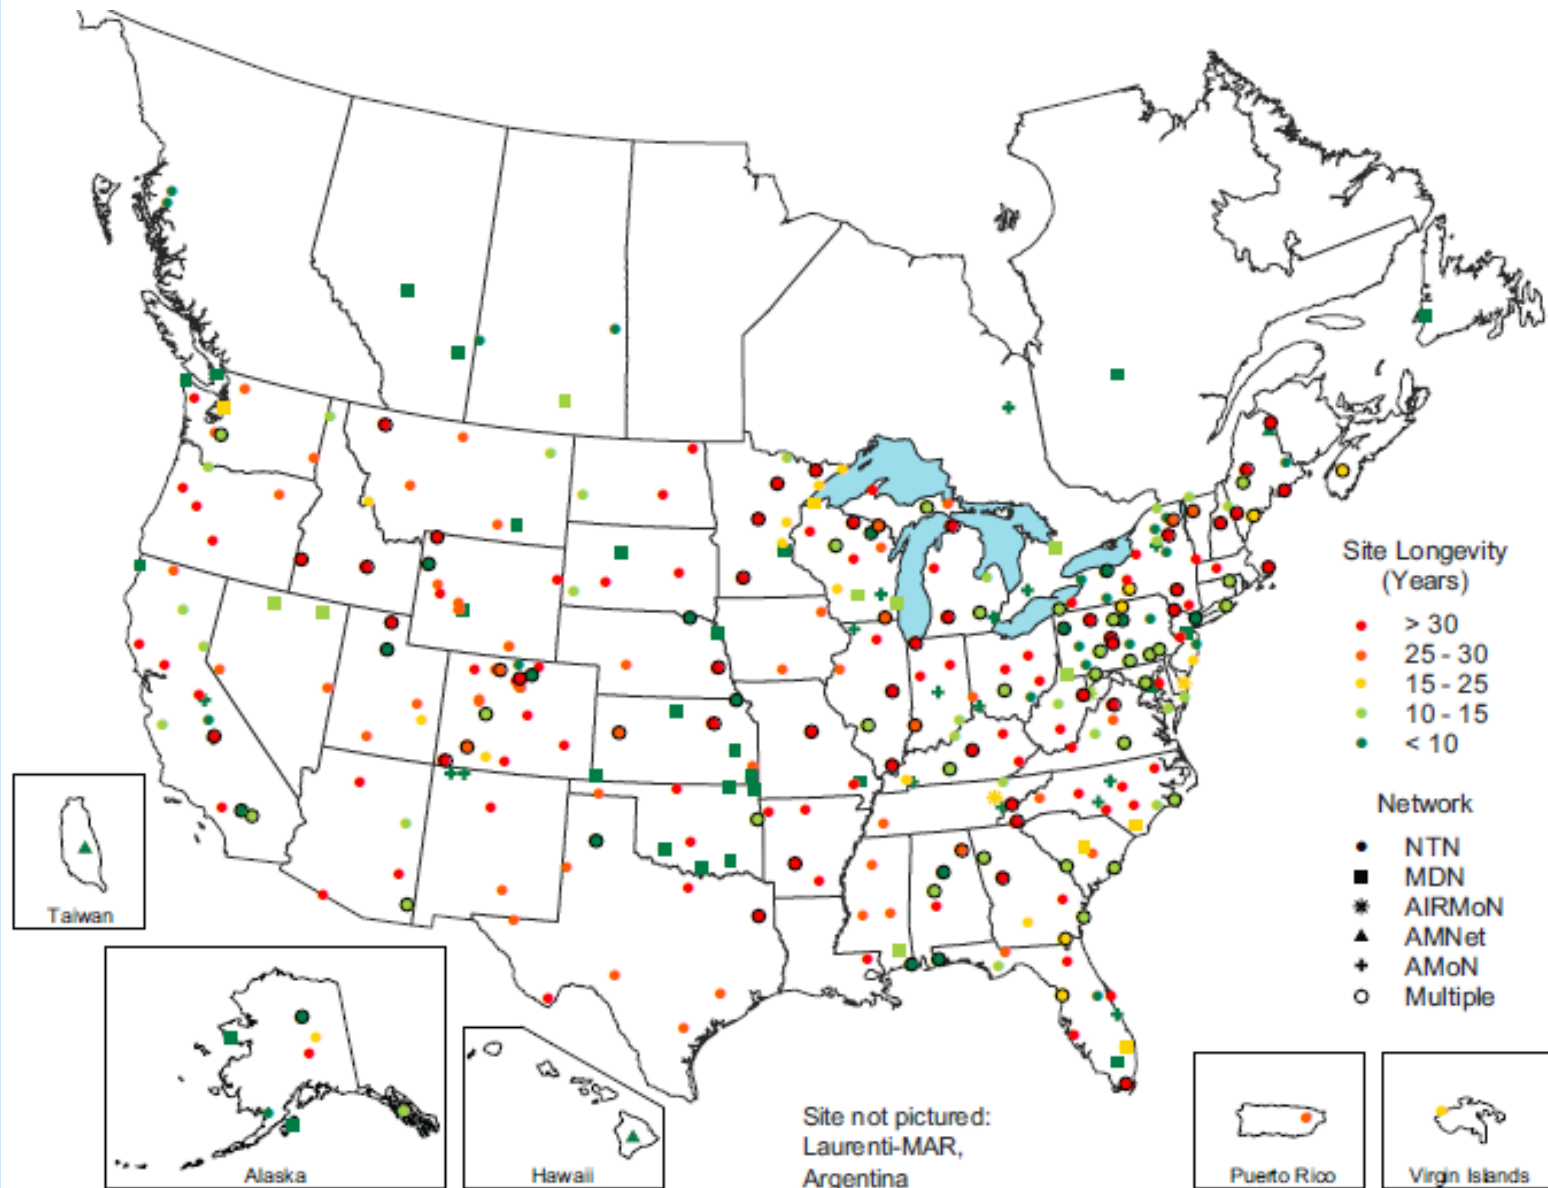 Site Longevity
(Years)
> 30
25 - 30
15 - 25
10 - 15
< 10
Network
NTN
MDN
AIRMoN
AMNet
AMoN
Multiple
Taiwan
Alaska
Hawaii
Site not pictured:
Laurenti-MAR,
Argentina
Puerto Rico
Virgin Islands